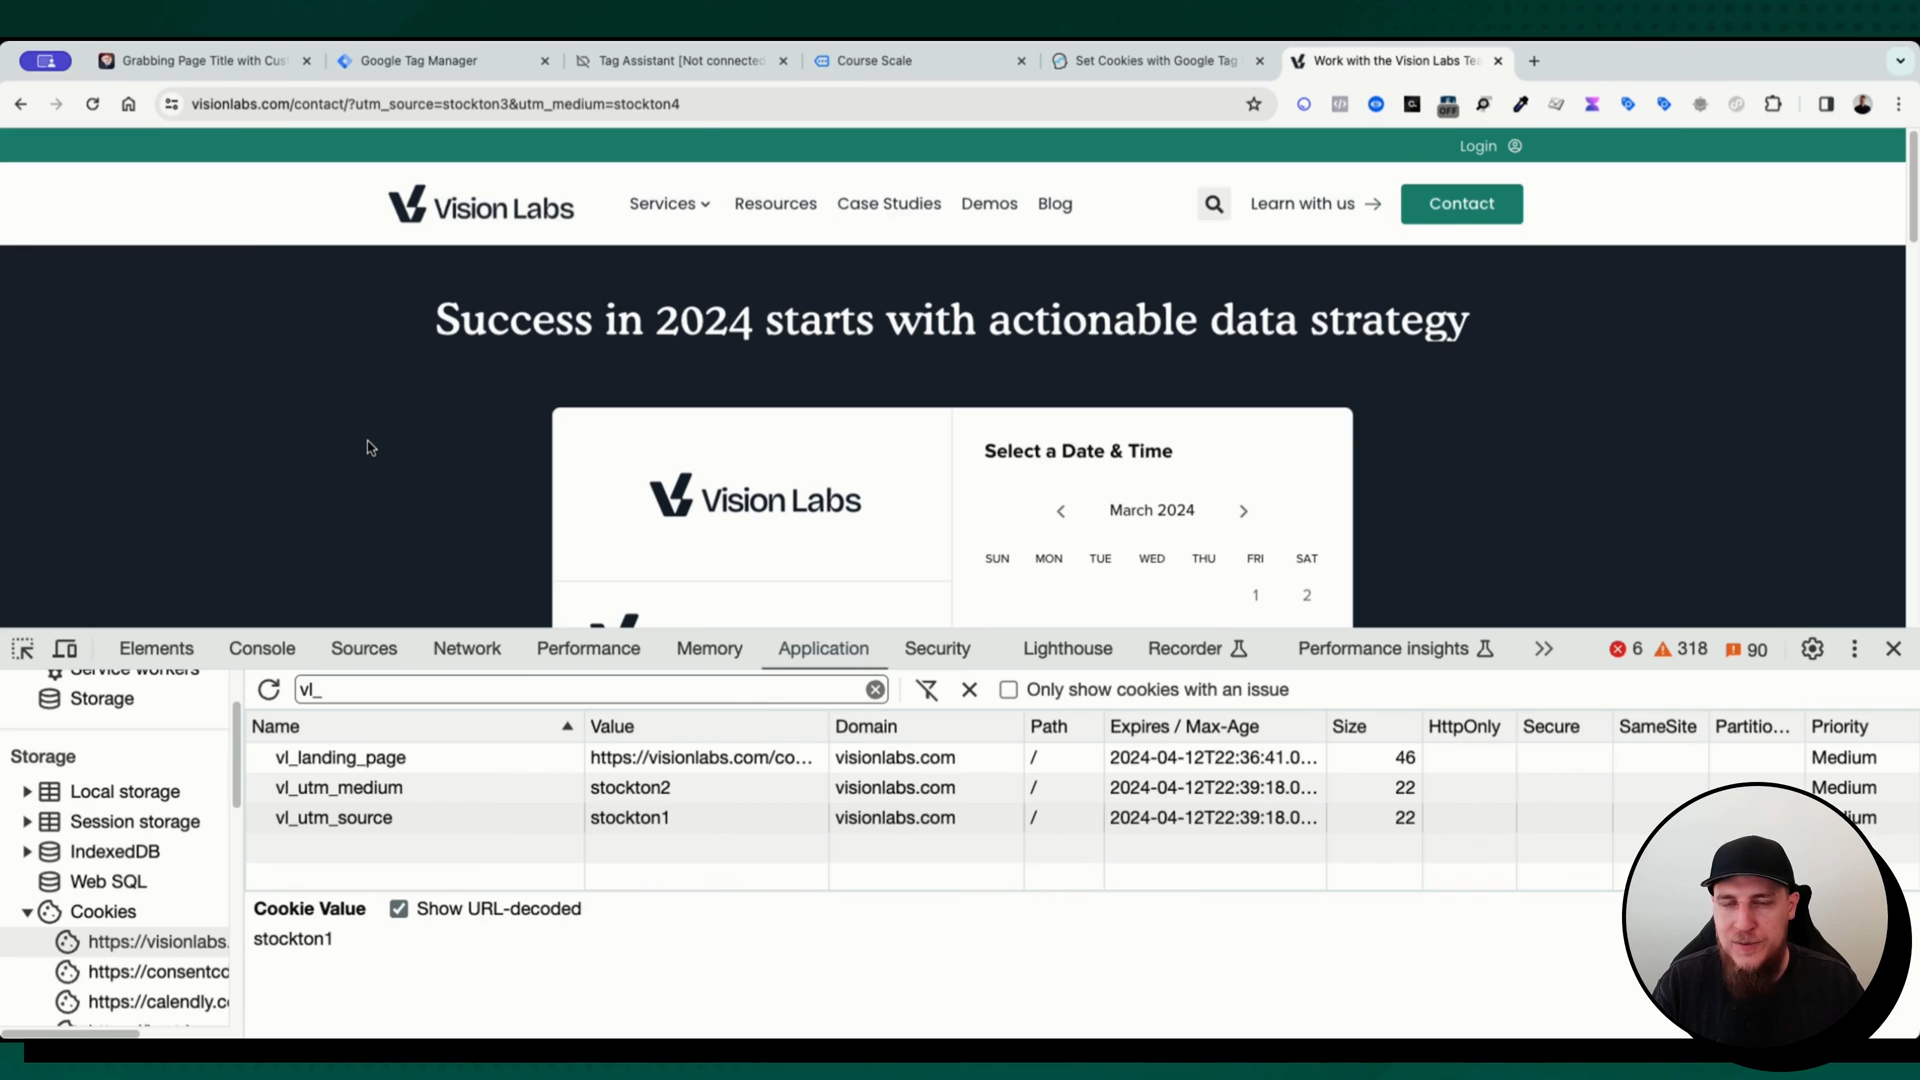 Grabbing Page Title with Cus
Google Tag Manager
Tag Assistant [Not connected
Course Scale
Set Cookies with Google Tag
Work with the Vision Labs Te
visionlabs.com/contact/?utm_source=stockton3&utm_medium=stockton4
OFF
Login
Vision Labs
Services
Resources
Case Studies
Demos
Blog
Learn with us →
Contact
Success in 2024 starts with actionable data strategy
Vision Labs
Select a Date & Time
March 2024
SUN MON TUE WED THU FRI SAT
1 2
Elements Console Sources Network Performance Memory Application Security Lighthouse Recorder Performance insights 6 318 90
Service workers
Storage
Storage
Local storage
Session storage
IndexedDB
Web SQL
Cookies
https://visionlabs.
https://consentco
https://calendly.c
vl_
Only show cookies with an issue
Name Value Domain Path Expires / Max-Age Size HttpOnly Secure SameSite Partitio... Priority
vl_landing_page https://visionlabs.com/co... visionlabs.com / 2024-04-12T22:36:41.0... 46 Medium
vl_utm_medium stockton2 visionlabs.com / 2024-04-12T22:39:18.0... 22 Medium
vl_utm_source stockton1 visionlabs.com / 2024-04-12T22:39:18.0... 22 ium
Cookie Value Show URL-decoded
stockton1